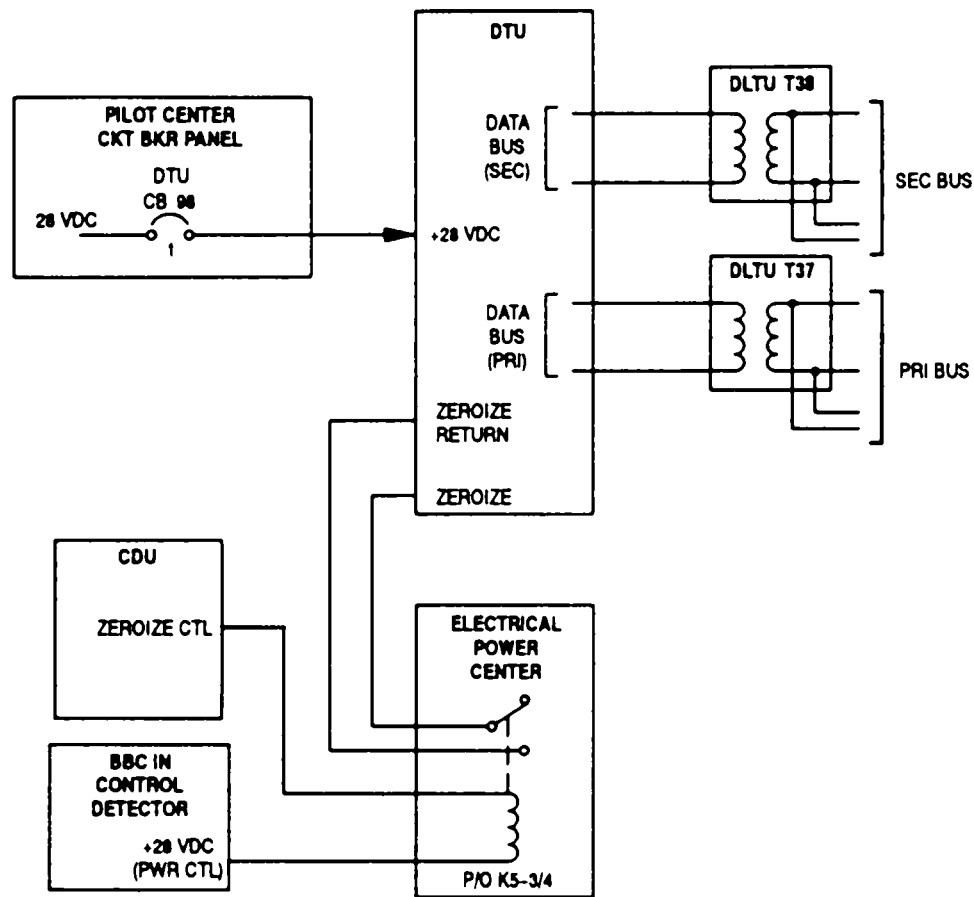 DTU
DATA
BUS
(SEC)
+28 VDC
DATA
BUS
(PRI)
ZEROIZE
RETURN
ZEROIZE
PILOT CENTER
CKT BKR PANEL
DTU
CB 98
28 VDC
1
DLTU T38
SEC BUS
DLTU T37
PRI BUS
CDU
ZEROIZE CTL
BBC IN
CONTROL
DETECTOR
+28 VDC
(PWR CTL)
ELECTRICAL
POWER
CENTER
P/O K5-3/4